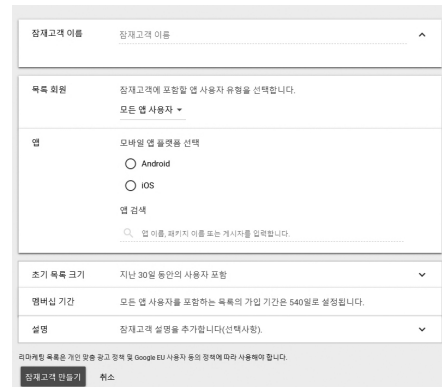 잠재고객 이름 잠재고객 이름
목록 회원 잠재고객에 포함할 앱 사용자 유형을 선택합니다.
모든 앱 사용자
앱 모바일 앱 플랫폼 선택
Android
iOS
앱 검색
앱 이름, 패키지 이름 또는 게시자를 입력합니다.
초기 목록 크기 지난 30일 동안의 사용자 포함
멤버십 기간 모든 앱 사용자를 포함하는 목록의 가입 기간은 540일로 설정됩니다.
설명 잠재고객 설명을 추가합니다(선택사항).
리마케팅 목록은 개인 맞춤 광고 정책 및 Google EU 사용자 동의 정책에 따라 사용해야 합니다.
잠재고객 만들기 취소